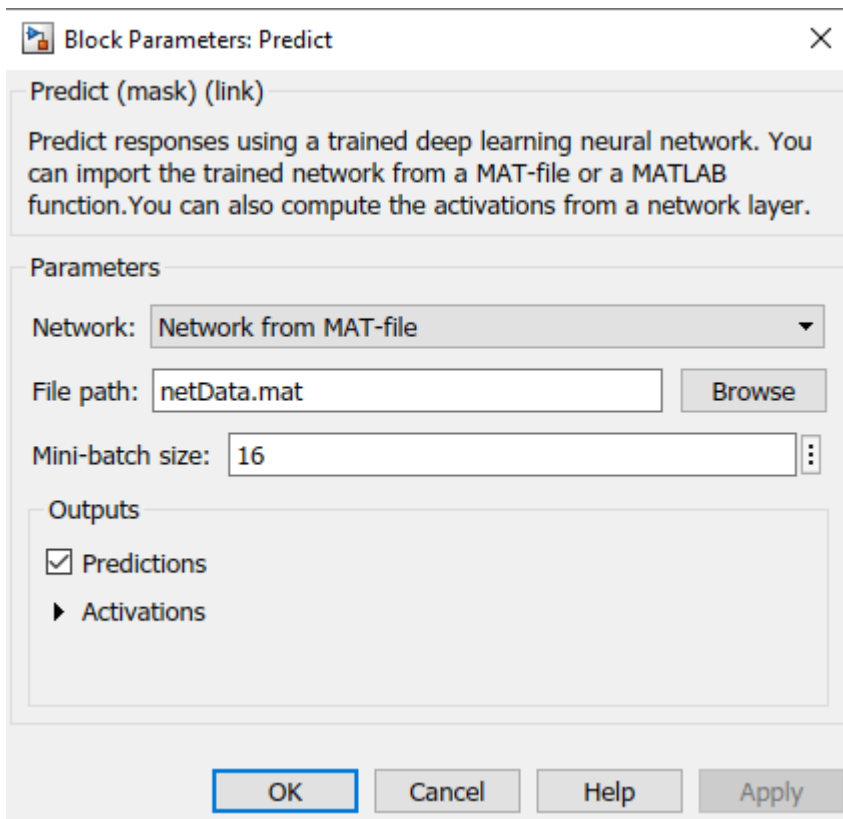 Block Parameters: Predict
Predict (mask) (link)
Predict responses using a trained deep learning neural network. You
can import the trained network from a MAT-file or a MATLAB
function.You can also compute the activations from a network layer.
Parameters
Network: Network from MAT-file
File path: netData.mat Browse
Mini-batch size: 16
Outputs
Predictions
Activations
OK Cancel Help Apply